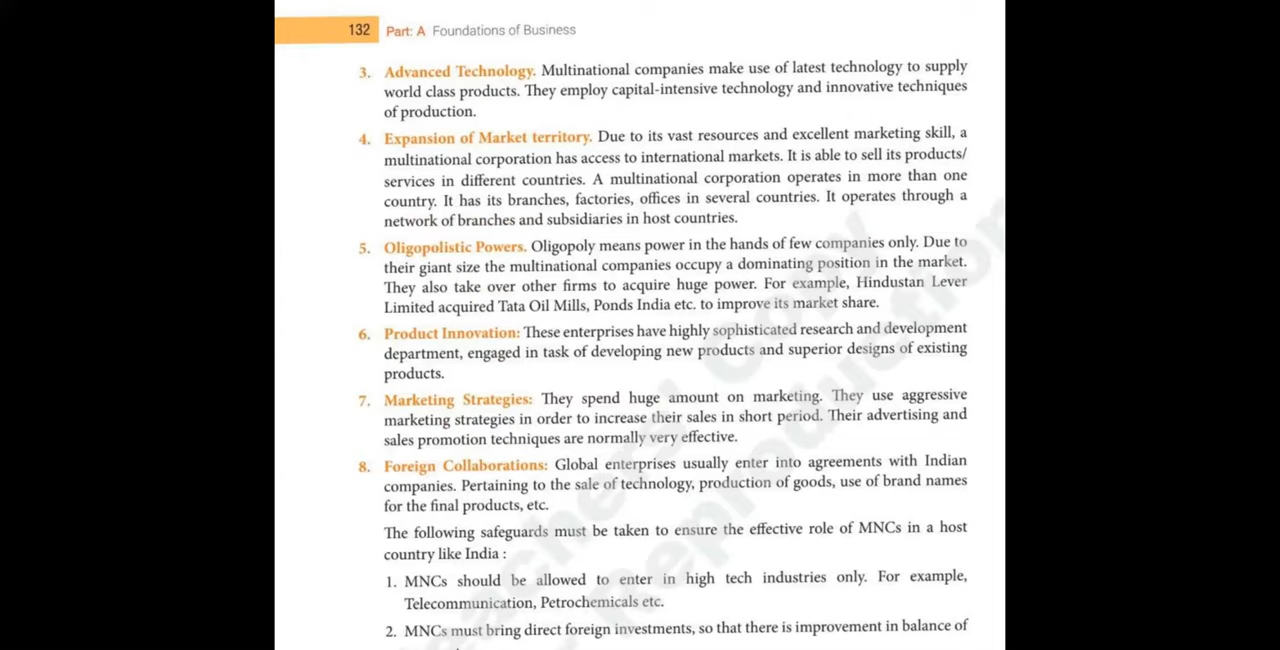 132 Part: A Foundations of Business
3. Advanced Technology. Multinational companies make use of latest technology to supply
world class products. They employ capital-intensive technology and innovative techniques
of production.
4. Expansion of Market territory. Due to its vast resources and excellent marketing skill, a
multinational corporation has access to international markets. It is able to sell its products/
services in different countries. A multinational corporation operates in more than one
country. It has its branches, factories, offices in several countries. It operates through a
network of branches and subsidiaries in host countries.
5. Oligopolistic Powers. Oligopoly means power in the hands of few companies only. Due to
their giant size the multinational companies occupy a dominating position in the market.
They also take over other firms to acquire huge power. For example, Hindustan Lever
Limited acquired Tata Oil Mills, Ponds India etc. to improve its market share.
6. Product Innovation: These enterprises have highly sophisticated research and development
department, engaged in task of developing new products and superior designs of existing
products.
7. Marketing Strategies: They spend huge amount on marketing. They use aggressive
marketing strategies in order to increase their sales in short period. Their advertising and
sales promotion techniques are normally very effective.
8. Foreign Collaborations: Global enterprises usually enter into agreements with Indian
companies. Pertaining to the sale of technology, production of goods, use of brand names
for the final products, etc.
The following safeguards must be taken to ensure the effective role of MNCs in a host
country like India :
1. MNCs should be allowed to enter in high tech industries only. For example,
Telecommunication, Petrochemicals etc.
2. MNCs must bring direct foreign investments, so that there is improvement in balance of